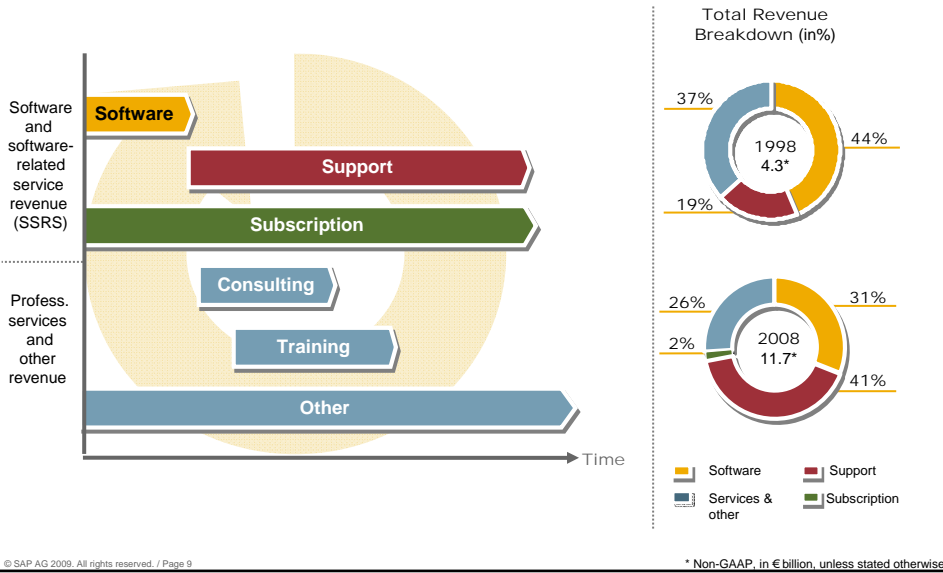 Software
and
software-
related
service
revenue
(SSRS)
Profess.
services
and
other
revenue
Software
Support
Subscription
Consulting
Training
Other
Time
Total Revenue
Breakdown (in%)
37%
44%
19%
1998
4.3*
26%
31%
2%
41%
2008
11.7*
Software
Support
Services &
other
Subscription
© SAP AG 2009. All rights reserved. / Page 9
* Non-GAAP, in € billion, unless stated otherwise